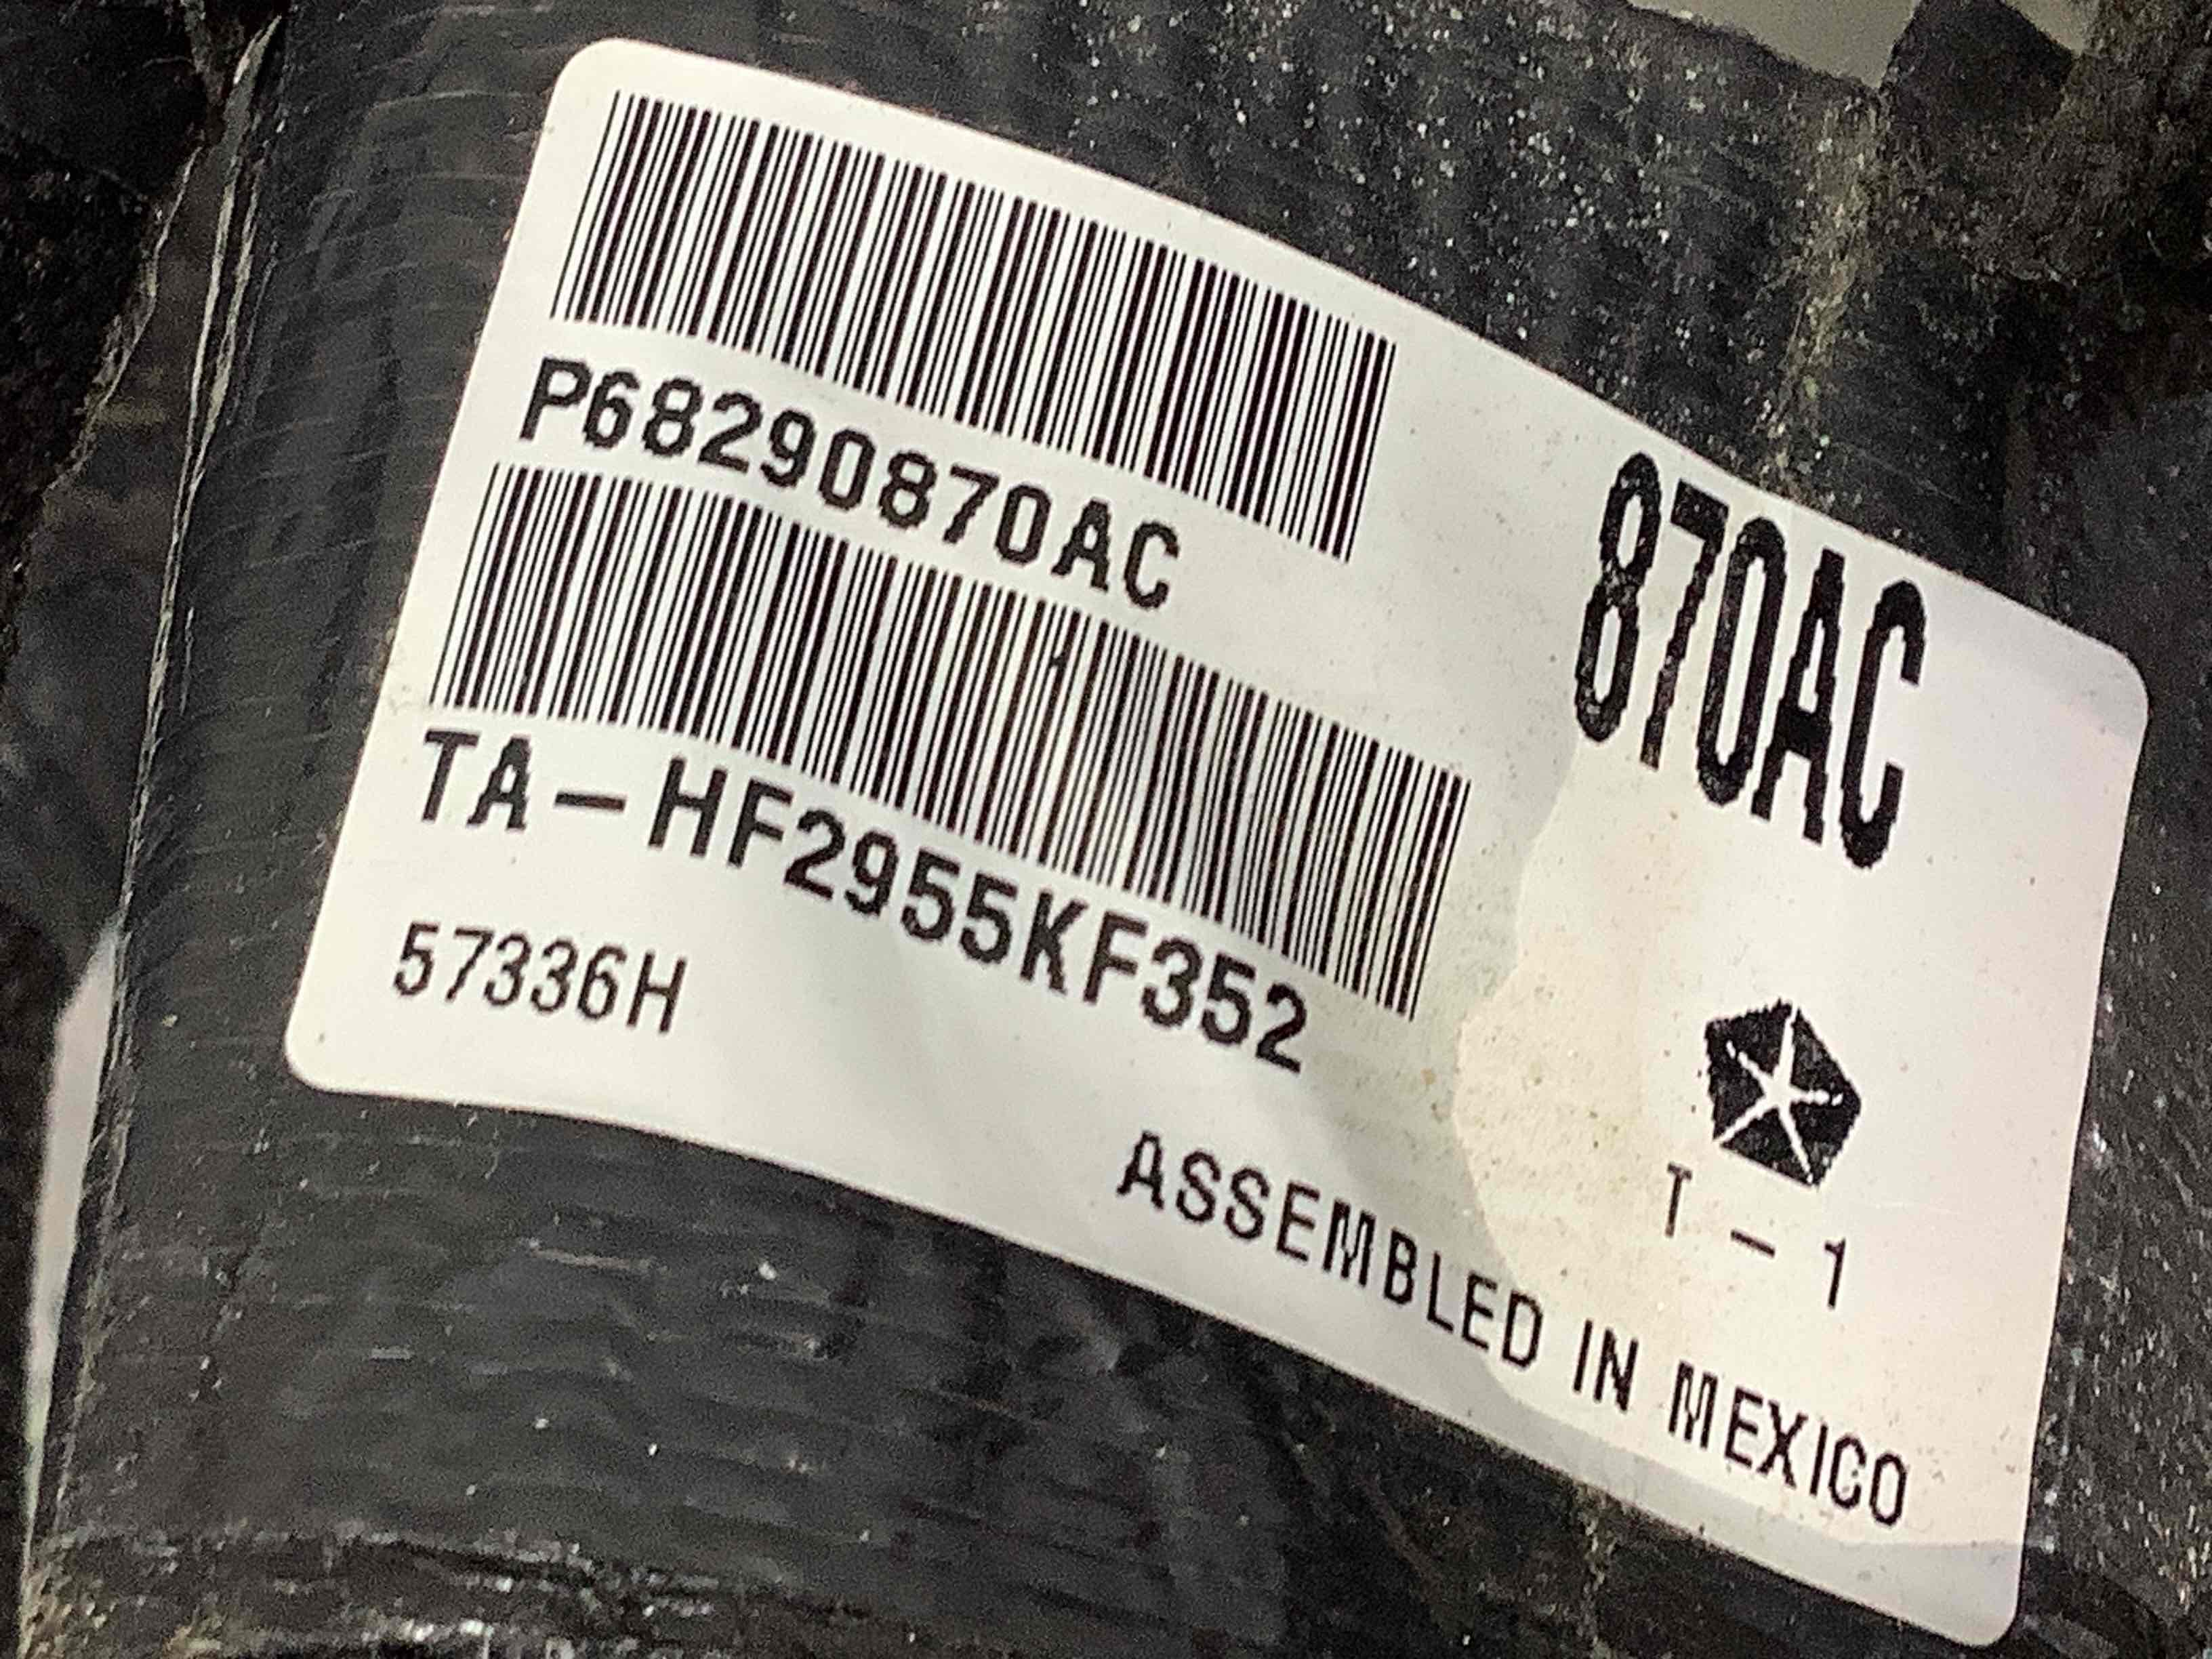 P68290870AC
870AC
TA-HF2955KF352
57336H
T-1
ASSEMBLED IN MEXICO